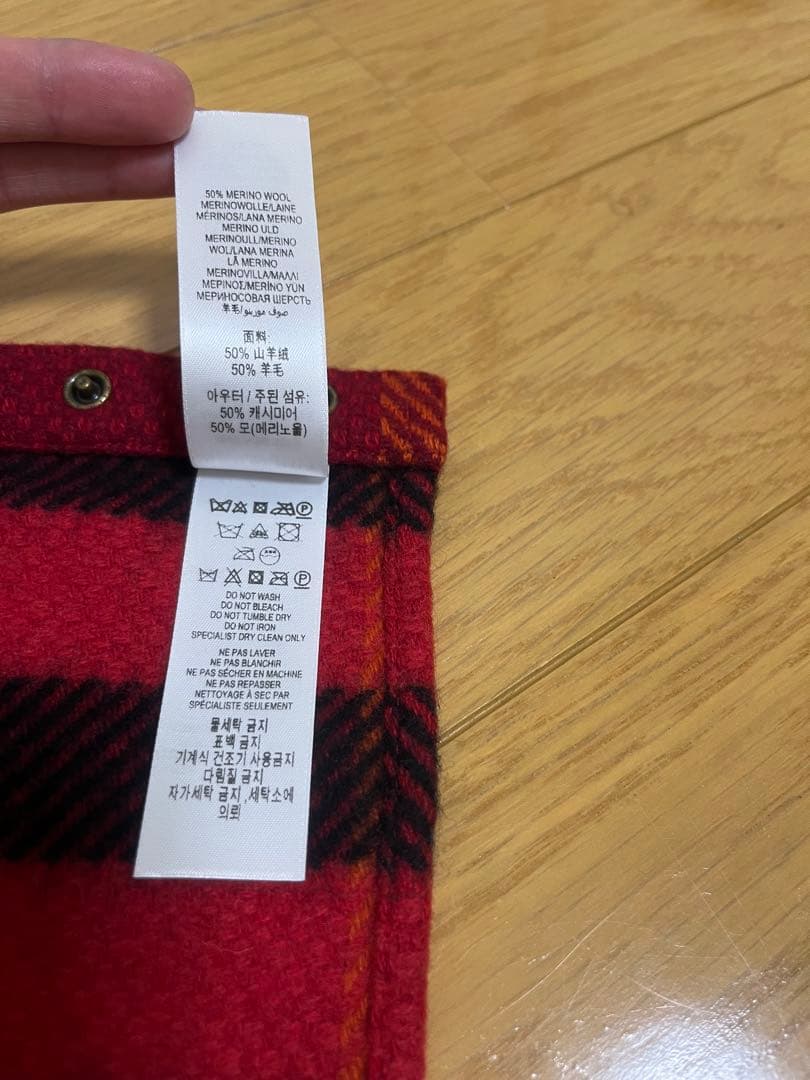 50% MERINO WOOL
MERINOWOLLE/LAINE
MÉRINOS/LANA MERINO
MERINO ULD
MERINOULL/MERINO
WOL/LANA MERINA
LÃ MERINO
MERINOVILLA/ΜΑΛΛΙ
ΜΕΡΙΝΟΣ/MERİNO YÜN
МЕРИНОСОВАЯ ШЕРСТЬ
羊毛/صوف مورينو
面料:
50% 山羊绒
50% 羊毛
아우터 / 주된 섬유:
50% 캐시미어
50% 모(메리노울)
P
P
DO NOT WASH
DO NOT BLEACH
DO NOT TUMBLE DRY
DO NOT IRON
SPECIALIST DRY CLEAN ONLY
NE PAS LAVER
NE PAS BLANCHIR
NE PAS SÉCHER EN MACHINE
NE PAS REPASSER
NETTOYAGE À SEC PAR
SPÉCIALISTE SEULEMENT
물세탁 금지
표백 금지
기계식 건조기 사용금지
다림질 금지
자가세탁 금지 ,세탁소에
의뢰